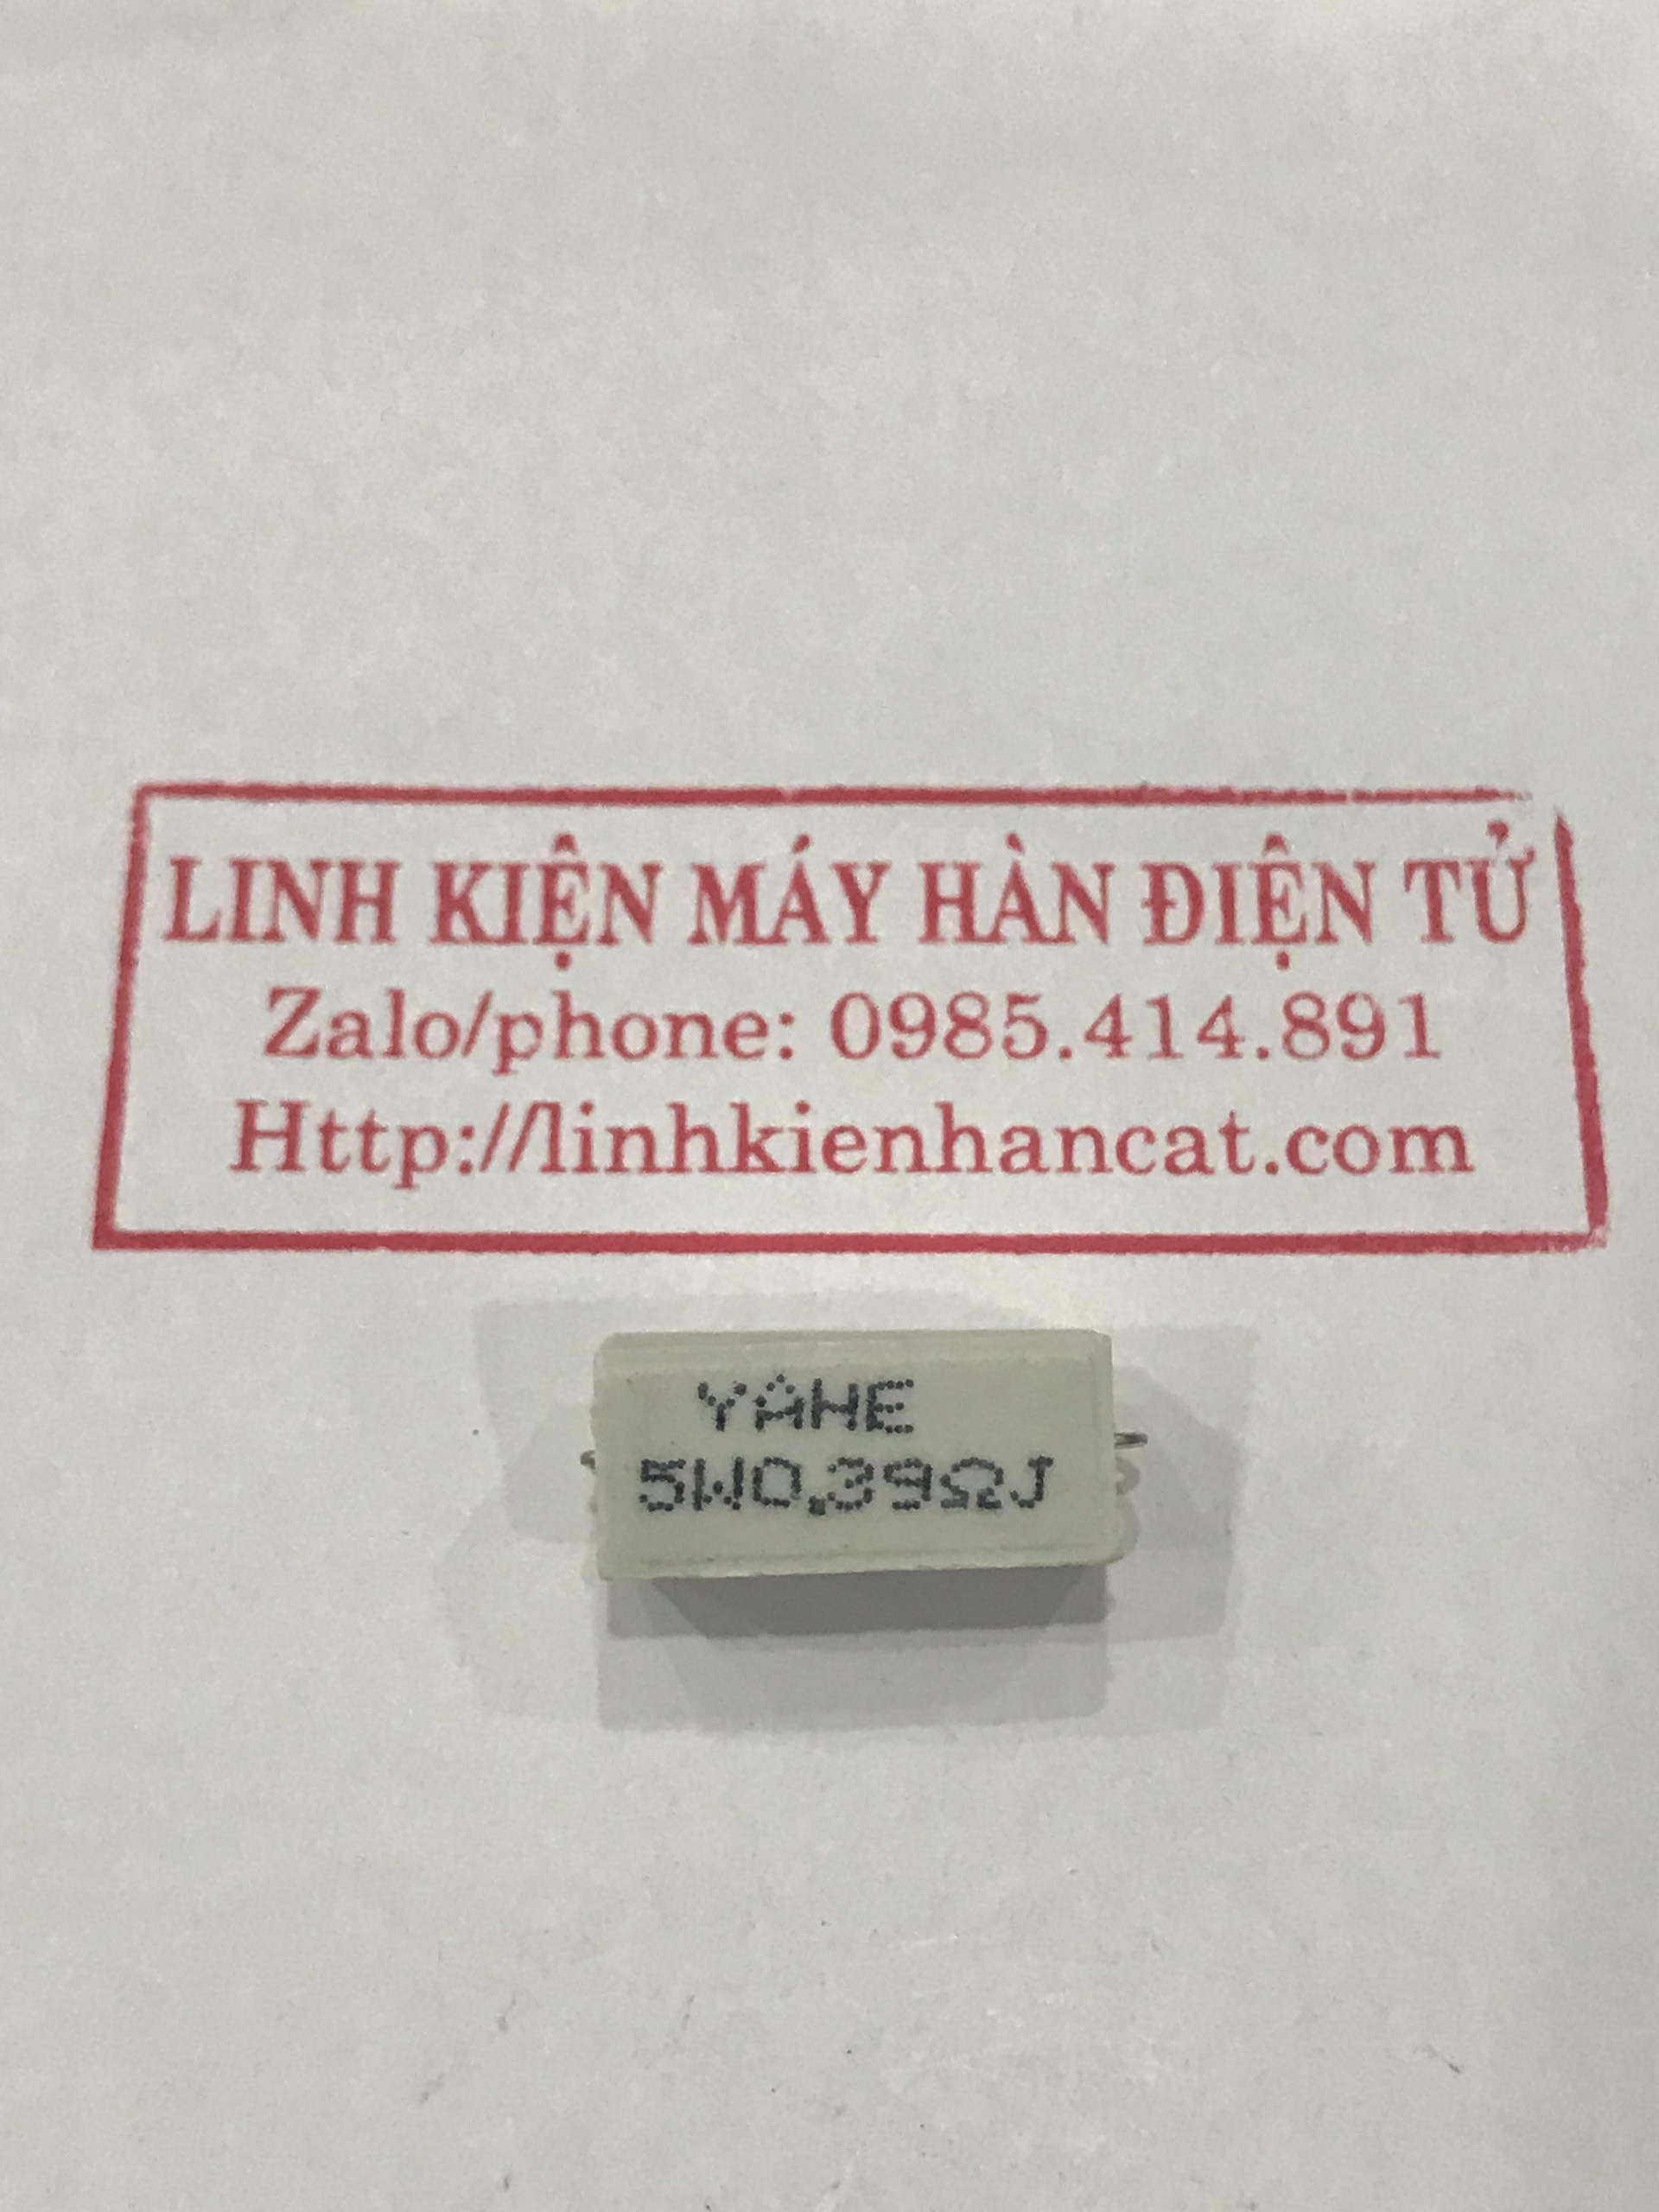 LINH KIỆN MÁY HÀN ĐIỆN TỬ
Zalo/phone: 0985.414.891
Http://linhkienhancat.com
YAHE
5W0.39ΩJ